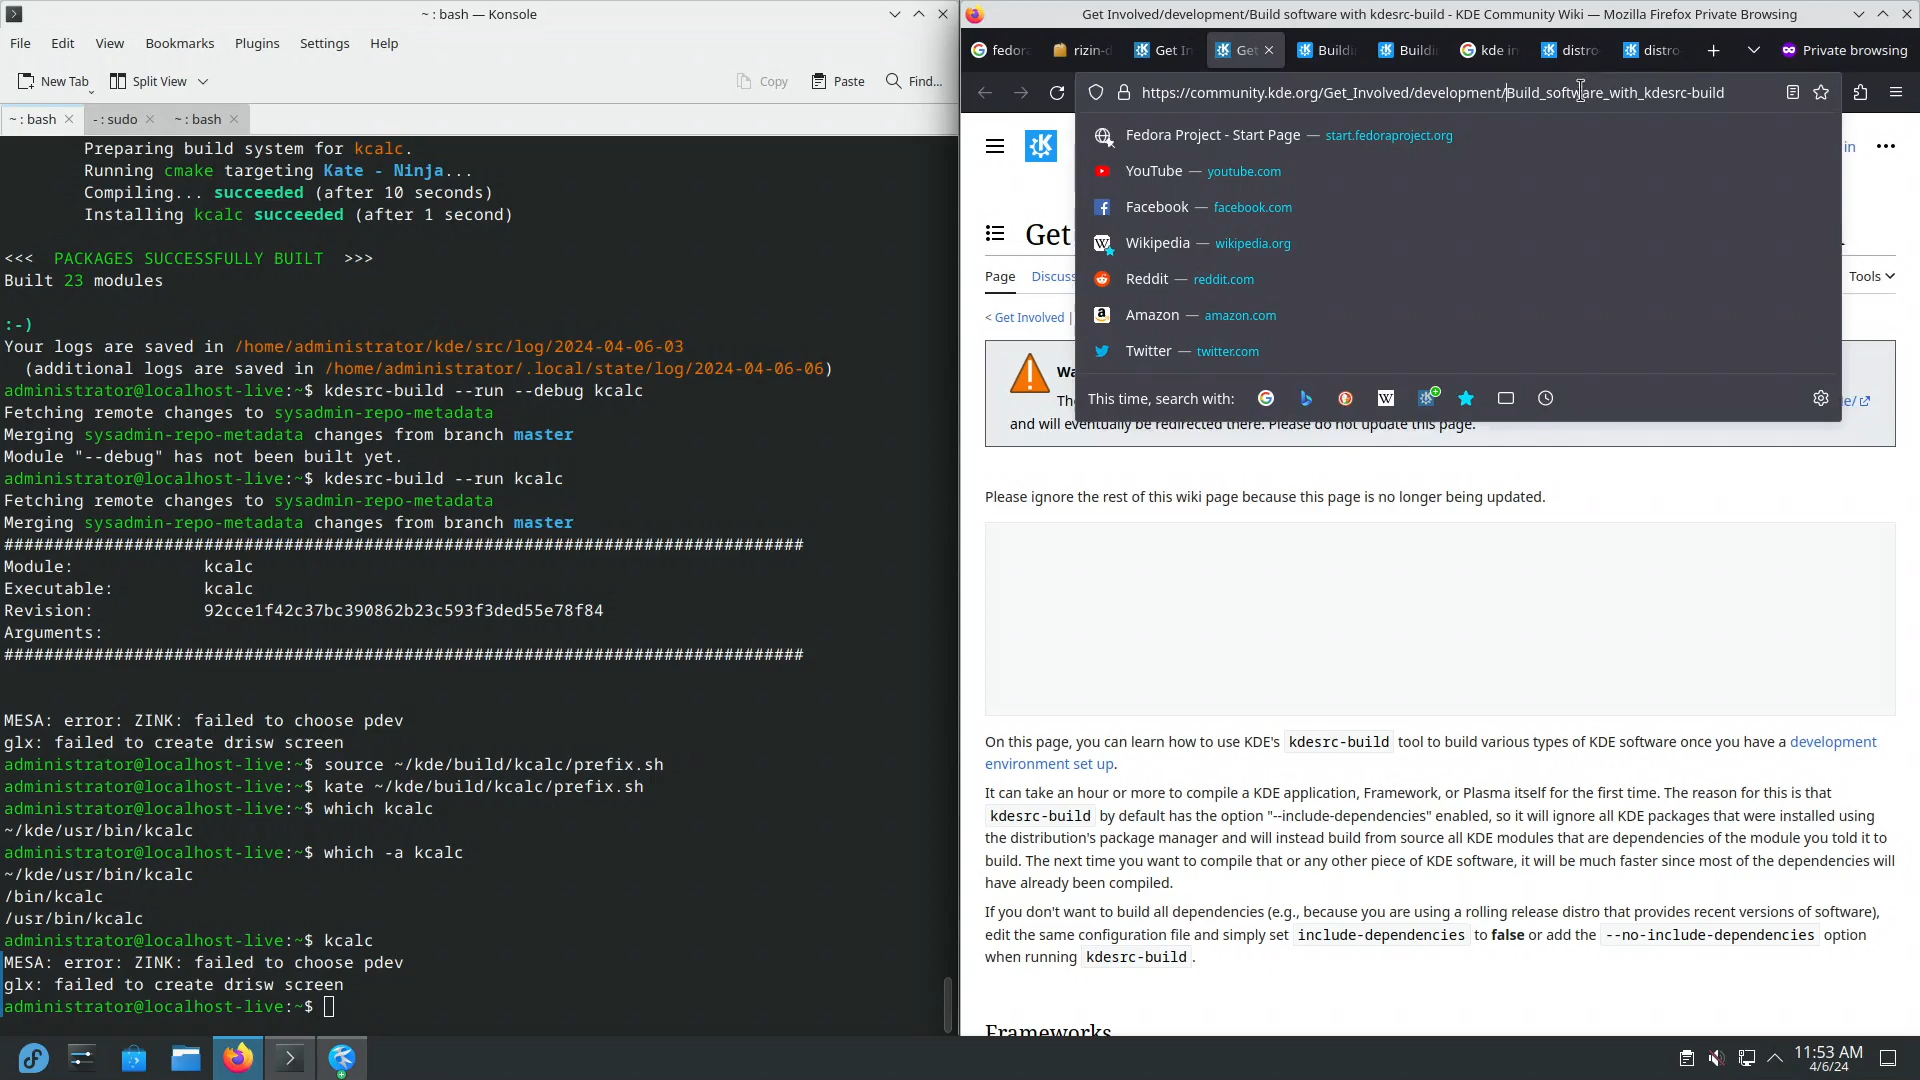 ~ : bash — Konsole
File Edit View Bookmarks Plugins Settings Help
New Tab Split View Copy Paste Find...
~ : bash - : sudo ~ : bash
Preparing build system for kcalc.
Running cmake targeting Kate - Ninja...
Compiling... succeeded (after 10 seconds)
Installing kcalc succeeded (after 1 second)
<<<  PACKAGES SUCCESSFULLY BUILT  >>>
Built 23 modules
:-)
Your logs are saved in /home/administrator/kde/src/log/2024-04-06-03
(additional logs are saved in /home/administrator/.local/state/log/2024-04-06-06)
administrator@localhost-live:~$ kdesrc-build --run --debug kcalc
Fetching remote changes to sysadmin-repo-metadata
Merging sysadmin-repo-metadata changes from branch master
Module "--debug" has not been built yet.
administrator@localhost-live:~$ kdesrc-build --run kcalc
Fetching remote changes to sysadmin-repo-metadata
Merging sysadmin-repo-metadata changes from branch master
################################################################################
Module: kcalc
Executable: kcalc
Revision: 92cce1f42c37bc390862b23c593f3ded55e78f84
Arguments:
################################################################################
MESA: error: ZINK: failed to choose pdev
glx: failed to create drisw screen
administrator@localhost-live:~$ source ~/kde/build/kcalc/prefix.sh
administrator@localhost-live:~$ kate ~/kde/build/kcalc/prefix.sh
administrator@localhost-live:~$ which kcalc
~/kde/usr/bin/kcalc
administrator@localhost-live:~$ which -a kcalc
~/kde/usr/bin/kcalc
/bin/kcalc
/usr/bin/kcalc
administrator@localhost-live:~$ kcalc
MESA: error: ZINK: failed to choose pdev
glx: failed to create drisw screen
administrator@localhost-live:~$
Get Involved/development/Build software with kdesrc-build - KDE Community Wiki — Mozilla Firefox Private Browsing
fedora rizin-d Get In Get Buildi Buildi kde in distro distro Private browsing
https://community.kde.org/Get_Involved/development/Build_software_with_kdesrc-build
Fedora Project - Start Page — start.fedoraproject.org
YouTube — youtube.com
Facebook — facebook.com
Wikipedia — wikipedia.org
Reddit — reddit.com
Amazon — amazon.com
Twitter — twitter.com
This time, search with:
in
Get
Page Discuss Tools
< Get Involved |
Wa
The e/
and will eventually be redirected there. Please do not update this page.
Please ignore the rest of this wiki page because this page is no longer being updated.
On this page, you can learn how to use KDE's kdesrc-build tool to build various types of KDE software once you have a development
environment set up.
It can take an hour or more to compile a KDE application, Framework, or Plasma itself for the first time. The reason for this is that
kdesrc-build by default has the option "--include-dependencies" enabled, so it will ignore all KDE packages that were installed using
the distribution's package manager and will instead build from source all KDE modules that are dependencies of the module you told it to
build. The next time you want to compile that or any other piece of KDE software, it will be much faster since most of the dependencies will
have already been compiled.
If you don't want to build all dependencies (e.g., because you are using a rolling release distro that provides recent versions of software),
edit the same configuration file and simply set include-dependencies to false or add the --no-include-dependencies option
when running kdesrc-build.
Frameworks
11:53 AM
4/6/24